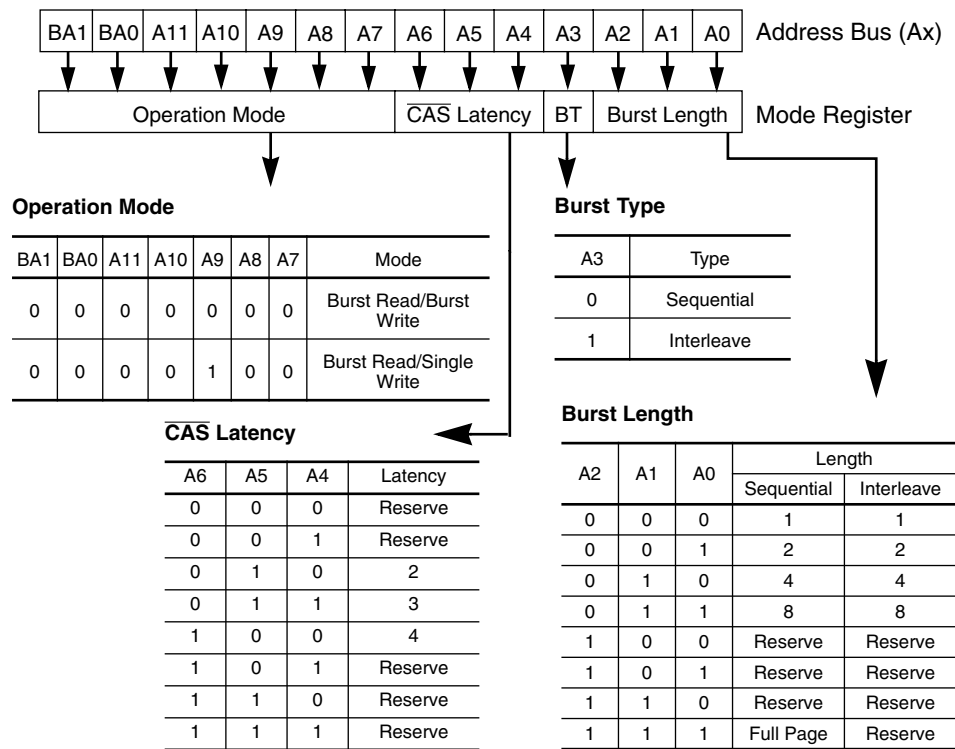 BA1 BA0 A11 A10 A9 A8 A7 A6 A5 A4 A3 A2 A1 A0 Address Bus (Ax)
Operation Mode CAS Latency BT Burst Length Mode Register
Operation Mode
BA1 BA0 A11 A10 A9 A8 A7 Mode
0 0 0 0 0 0 0 Burst Read/Burst
Write
0 0 0 0 1 0 0 Burst Read/Single
Write
Burst Type
A3 Type
0 Sequential
1 Interleave
CAS Latency
A6 A5 A4 Latency
0 0 0 Reserve
0 0 1 Reserve
0 1 0 2
0 1 1 3
1 0 0 4
1 0 1 Reserve
1 1 0 Reserve
1 1 1 Reserve
Burst Length
A2 A1 A0 Length
Sequential Interleave
0 0 0 1 1
0 0 1 2 2
0 1 0 4 4
0 1 1 8 8
1 0 0 Reserve Reserve
1 0 1 Reserve Reserve
1 1 0 Reserve Reserve
1 1 1 Full Page Reserve